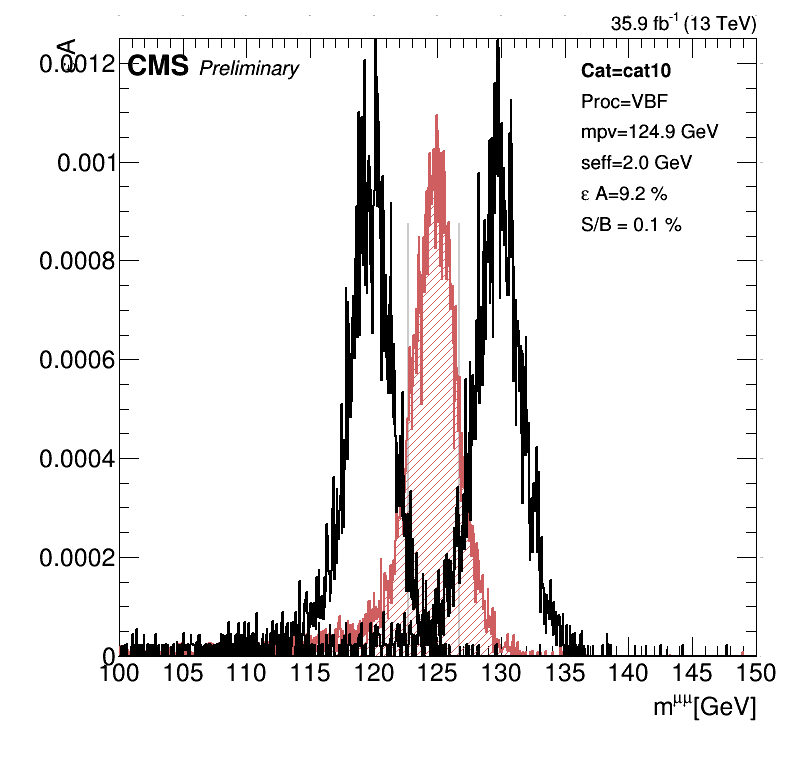 35.9 fb⁻¹ (13 TeV)
εA
CMS Preliminary
Cat=cat10
Proc=VBF
mpv=124.9 GeV
seff=2.0 GeV
ε A=9.2 %
S/B = 0.1 %
0.0012
0.001
0.0008
0.0006
0.0004
0.0002
0
100 105 110 115 120 125 130 135 140 145 150
m^μμ[GeV]